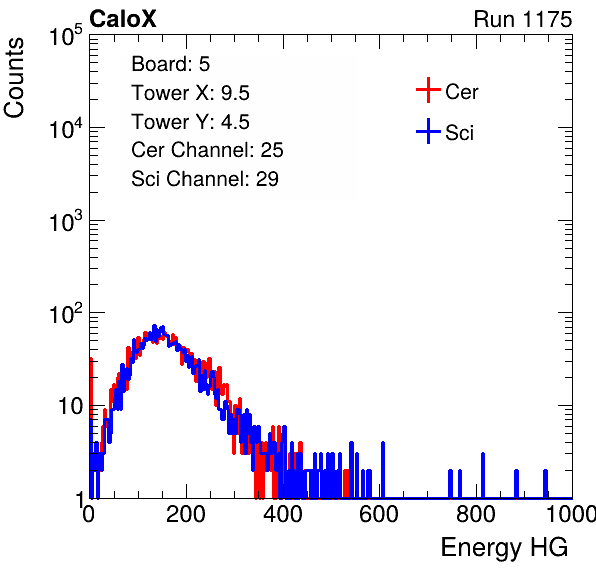 CaloX Run 1175
Counts
10^5
10^4
10^3
10^2
10
1
Board: 5
Tower X: 9.5
Tower Y: 4.5
Cer Channel: 25
Sci Channel: 29
Cer
Sci
0 200 400 600 800 1000
Energy HG